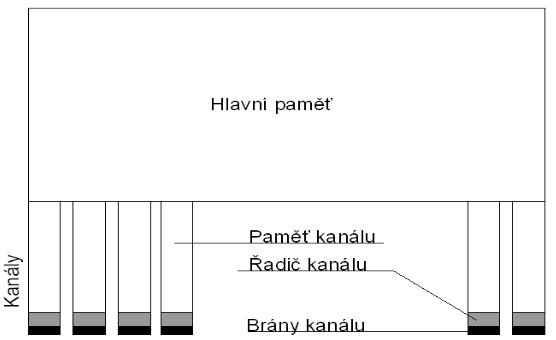 Hlavní paměť
Paměť kanálu
Řadič kanálu
Brány kanálu
Kanály